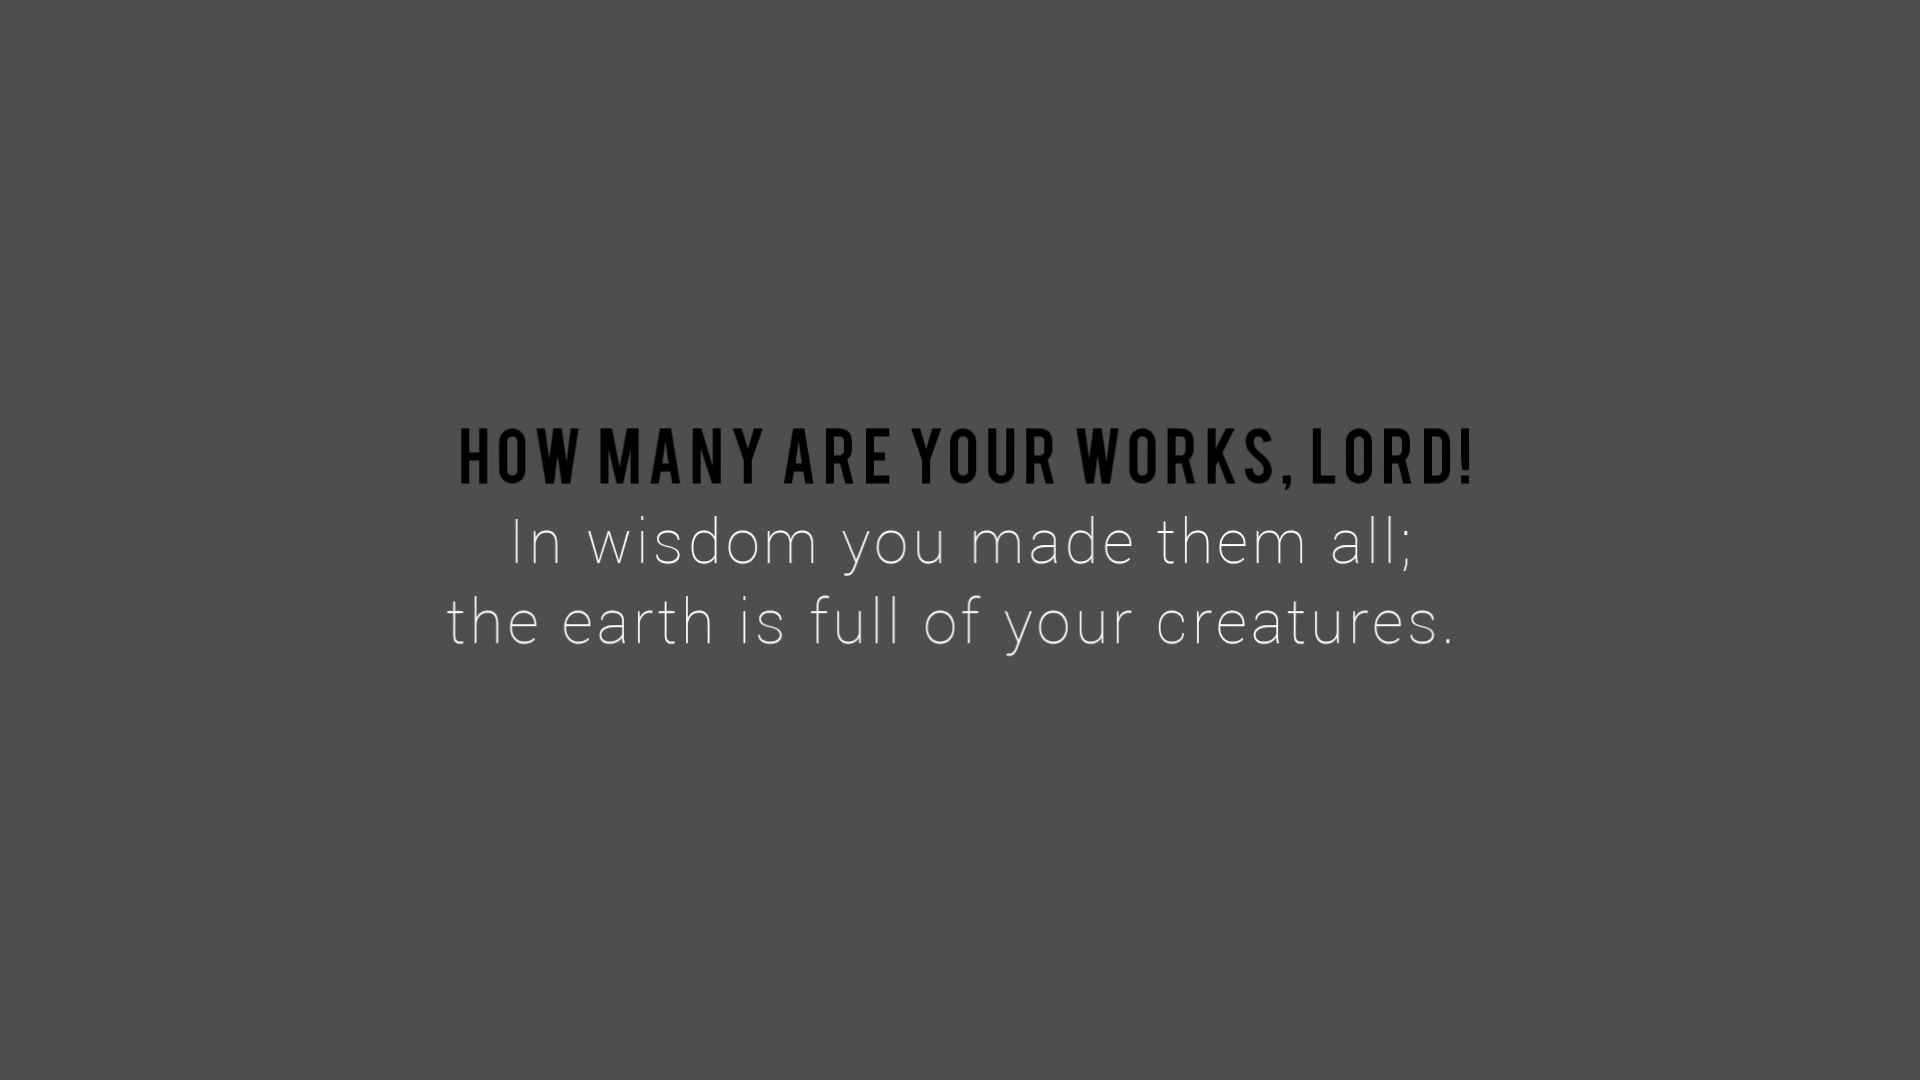 HOW MANY ARE YOUR WORKS, LORD!
In wisdom you made them all;
the earth is full of your creatures.